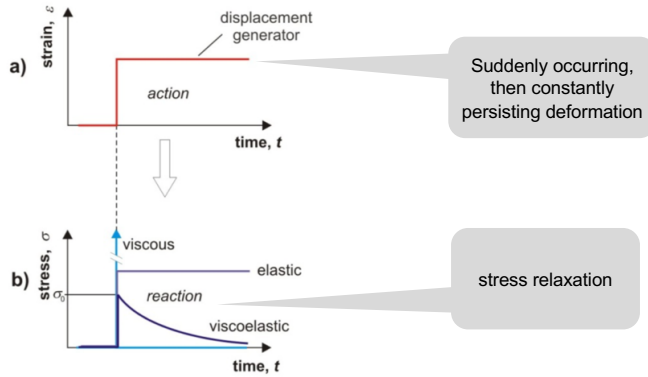 strain, ε
displacement
generator
a)
action
time, t
Suddenly occurring,
then constantly
persisting deformation
stress, σ
viscous
elastic
b)
σ₀
reaction
viscoelastic
time, t
stress relaxation